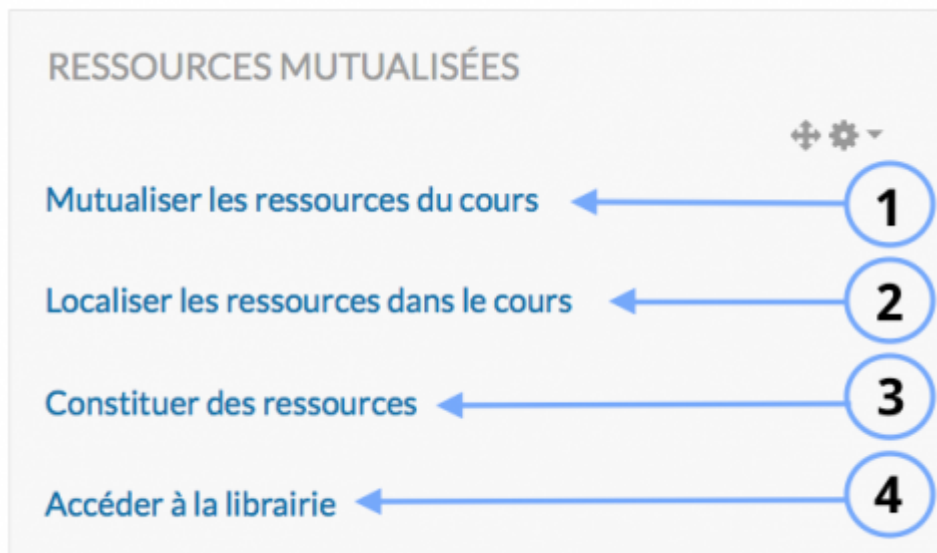 RESSOURCES MUTUALISÉES
Mutualiser les ressources du cours 1
Localiser les ressources dans le cours 2
Constituer des ressources 3
Accéder à la librairie 4